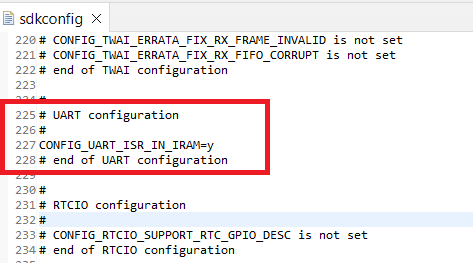 sdkconfig
220 # CONFIG_TWAI_ERRATA_FIX_RX_FRAME_INVALID is not set
221 # CONFIG_TWAI_ERRATA_FIX_RX_FIFO_CORRUPT is not set
222 # end of TWAI configuration
223
#
225 # UART configuration
226 #
227 CONFIG_UART_ISR_IN_IRAM=y
228 # end of UART configuration
230 #
231 # RTCIO configuration
232 #
233 # CONFIG_RTCIO_SUPPORT_RTC_GPIO_DESC is not set
234 # end of RTCIO configuration